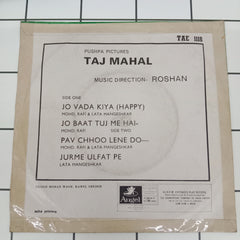 TAE 1088
PUSHPA PICTURES
TAJ MAHAL
MUSIC DIRECTION- ROSHAN
SIDE ONE
JO VADA KIYA (HAPPY)
MOHD. RAFI & LATA MANGESHKAR
JO BAAT TUJ ME HAI-
MOHD. RAFI
SIDE TWO
PAV CHHOO LENE DO—
MOHD. RAFI & LATA MANGESHKAR
JURME ULFAT PE
LATA MANGESHKAR
Angel